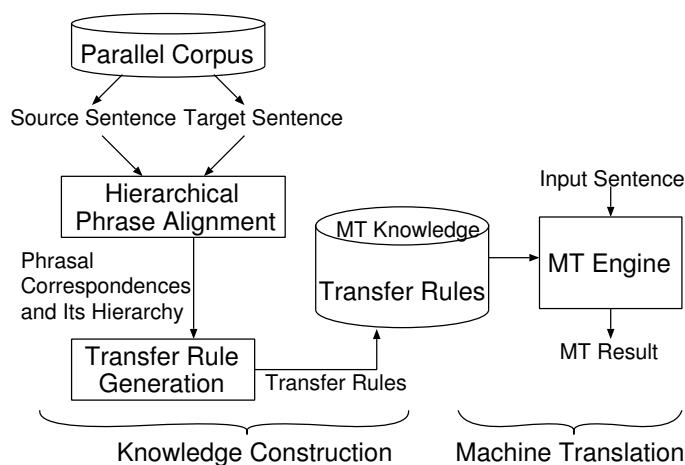 Parallel Corpus
Source Sentence Target Sentence
Hierarchical
Phrase Alignment
Phrasal
Correspondences
and Its Hierarchy
Transfer Rule
Generation
Transfer Rules
MT Knowledge
Transfer Rules
Input Sentence
MT Engine
MT Result
Knowledge Construction
Machine Translation